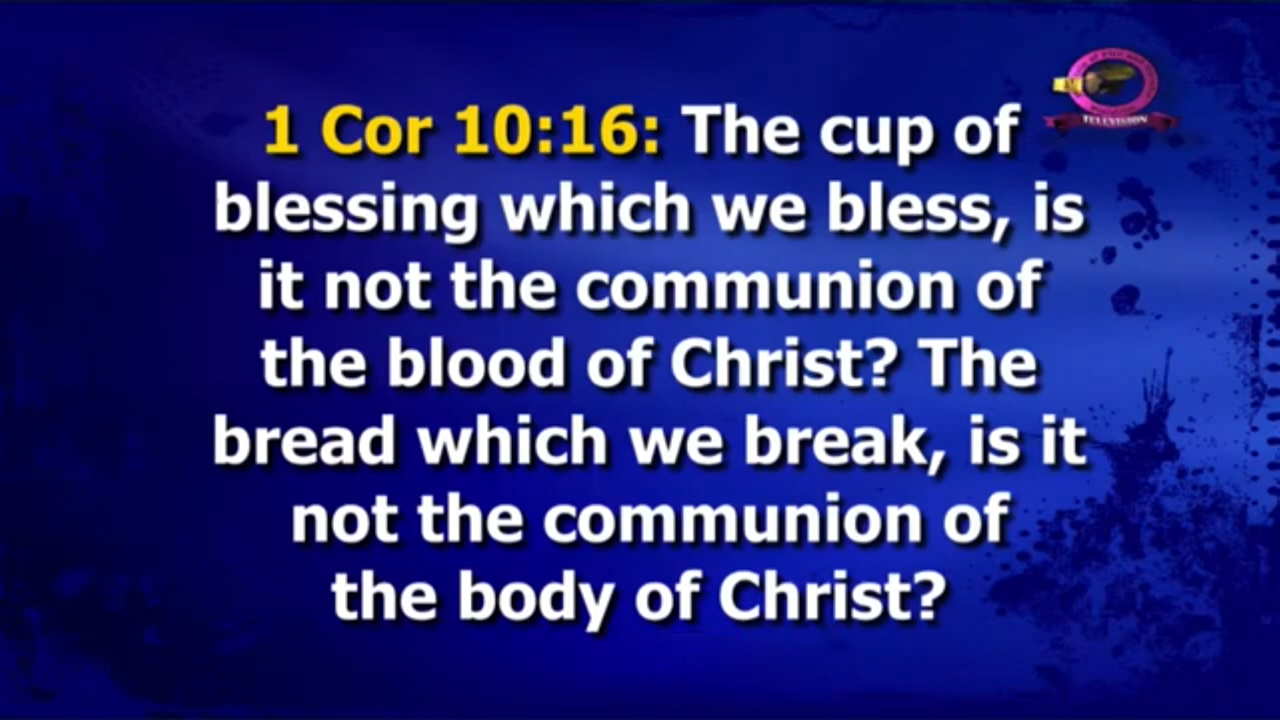 1 Cor 10:16: The cup of
blessing which we bless, is
it not the communion of
the blood of Christ? The
bread which we break, is it
not the communion of
the body of Christ?
TELEVISION